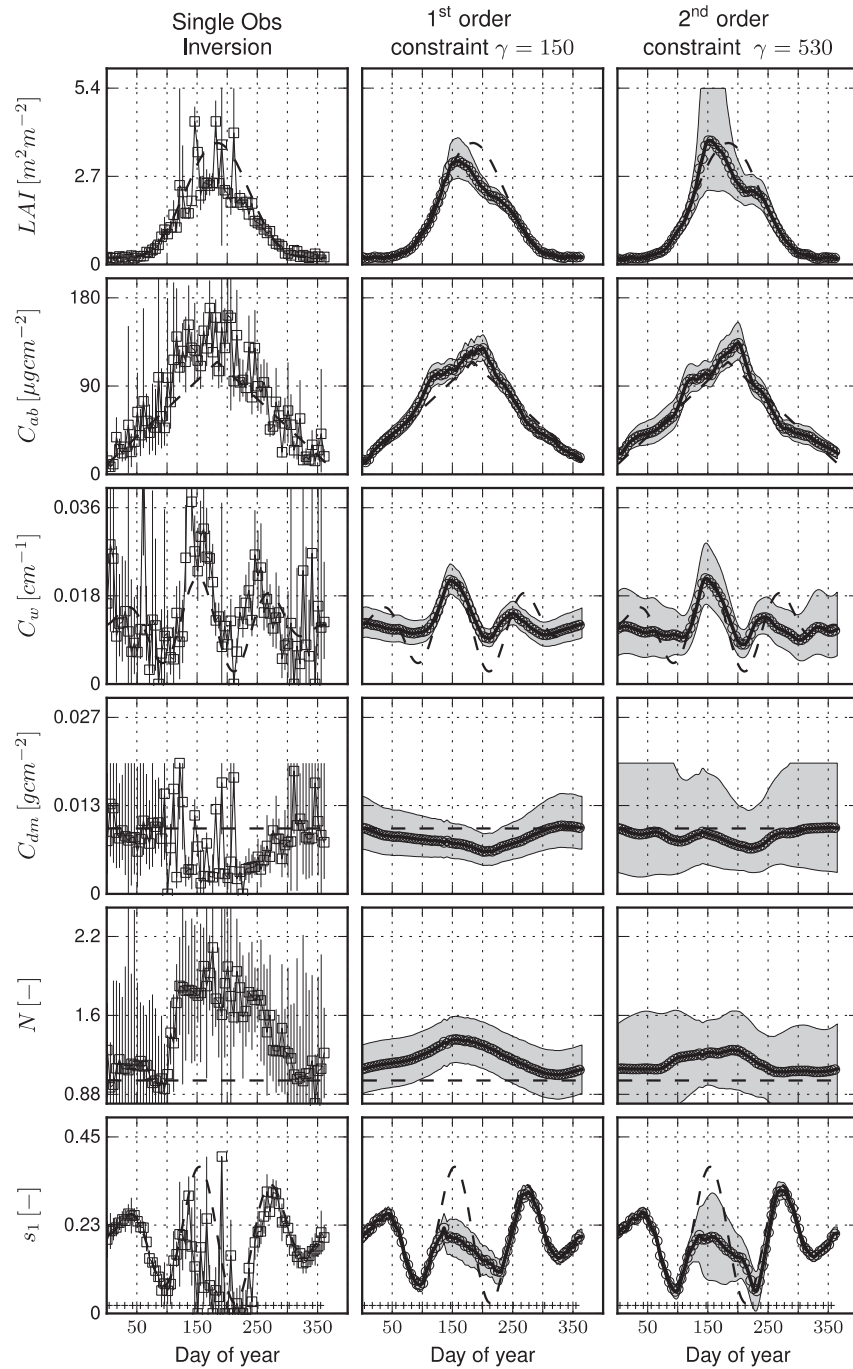 Single Obs
Inversion
1st order
constraint γ = 150
2nd order
constraint γ = 530
LAI [m²m⁻²]
5.4
2.7
0
C_ab [μgcm⁻²]
180
90
0
C_w [cm⁻¹]
0.036
0.018
0
C_dm [gcm⁻²]
0.027
0.013
0
N [−]
2.2
1.6
0.88
s₁ [−]
0.45
0.23
0
50 150 250 350
50 150 250 350
50 150 250 350
Day of year
Day of year
Day of year